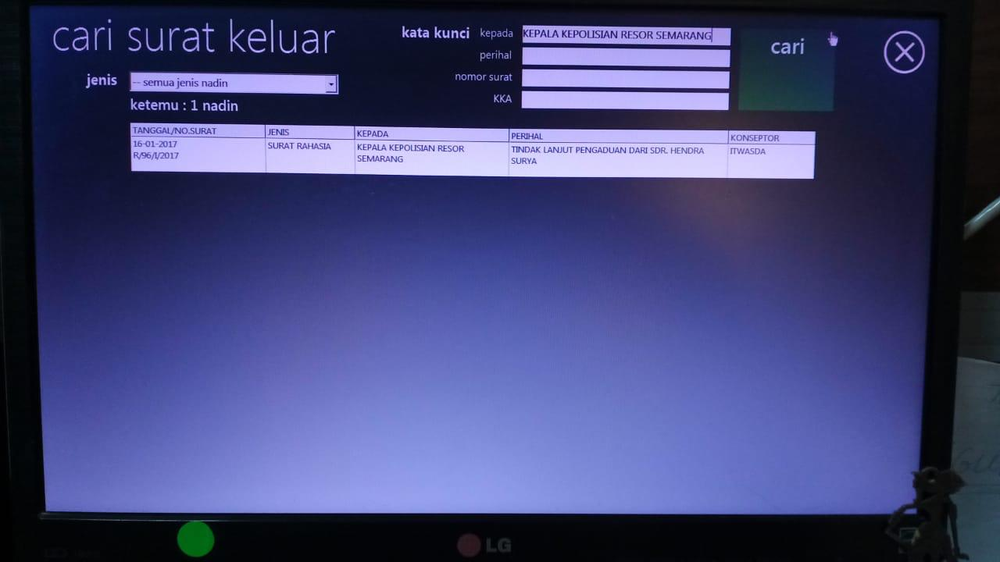 cari surat keluar
kata kunci kepada KEPALA KEPOLISIAN RESOR SEMARANG
cari
perihal
jenis -- semua jenis nadin
nomor surat
ketemu : 1 nadin
KKA
TANGGAL/NO.SURAT JENIS KEPADA PERIHAL KONSEPTOR
16-01-2017 SURAT RAHASIA KEPALA KEPOLISIAN RESOR TINDAK LANJUT PENGADUAN DARI SDR. HENDRA ITWASDA
R/96/I/2017 SEMARANG SURYA
LG